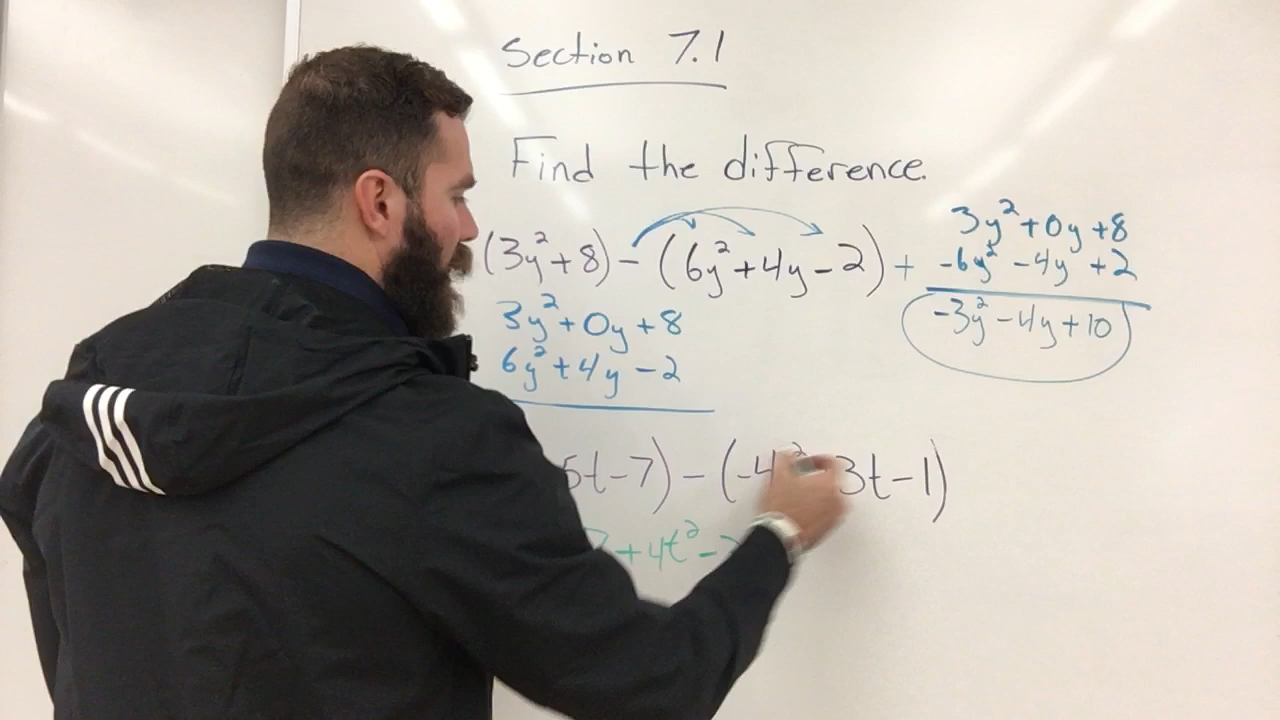 Section 7.1
Find the difference.
(3y²+8) - (6y²+4y-2)
3y²+0y+8
6y²+4y-2
+ 3y²+0y+8
-6y²-4y+2
-3y²-4y+10
5t-7) - (-4 3t-1)
+4t²-